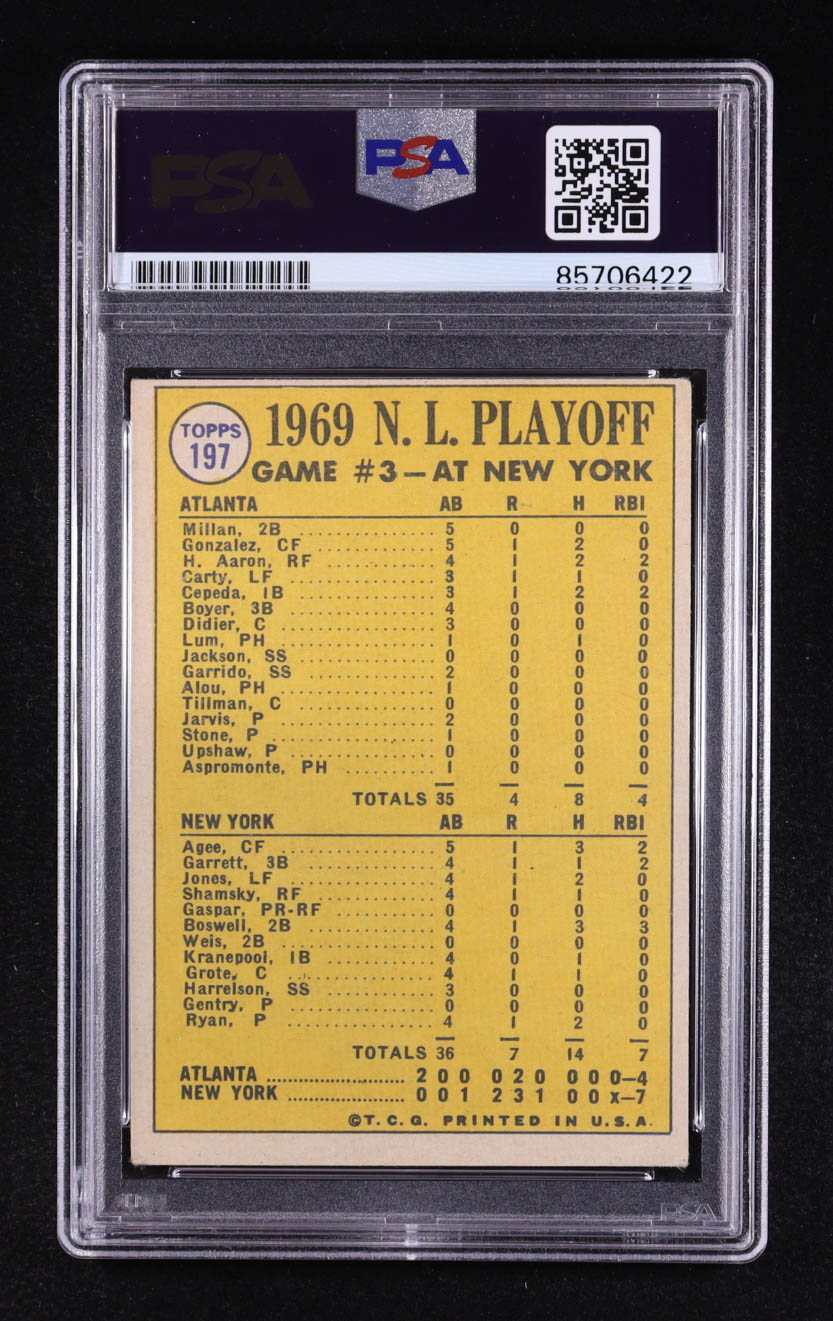 PSA
PSA
85706422
TOPPS
197
1969 N. L. PLAYOFF
GAME #3—AT NEW YORK
ATLANTA AB R H RBI
Millan, 2B .............. 5 0 0 0
Gonzalez, CF .............. 5 1 2 0
H. Aaron, RF .............. 4 1 2 2
Carty, LF .............. 3 1 1 0
Cepeda, 1B .............. 3 1 2 2
Boyer, 3B .............. 4 0 0 0
Didier, C .............. 3 0 0 0
Lum, PH .............. 1 0 1 0
Jackson, SS .............. 0 0 0 0
Garrido, SS .............. 2 0 0 0
Alou, PH .............. 1 0 0 0
Tillman, C .............. 0 0 0 0
Jarvis, P .............. 2 0 0 0
Stone, P .............. 1 0 0 0
Upshaw, P .............. 0 0 0 0
Aspromonte, PH .......... 1 0 0 0
TOTALS 35 4 8 4
NEW YORK AB R H RBI
Agee, CF .............. 5 1 3 2
Garrett, 3B .............. 4 1 1 2
Jones, LF .............. 4 1 2 0
Shamsky, RF .............. 4 1 1 0
Gaspar, PR-RF ........... 0 0 0 0
Boswell, 2B .............. 4 1 3 3
Weis, 2B .............. 0 0 0 0
Kranepool, 1B .............. 4 0 1 0
Grote, C .............. 4 1 1 0
Harrelson, SS ............ 3 0 0 0
Gentry, P .............. 0 0 0 0
Ryan, P .............. 4 1 2 0
TOTALS 36 7 14 7
ATLANTA ........................ 2 0 0 0 2 0 0 0 0—4
NEW YORK .................... 0 0 1 2 3 1 0 0 x—7
©T. C. G. PRINTED IN U. S. A.
PSA